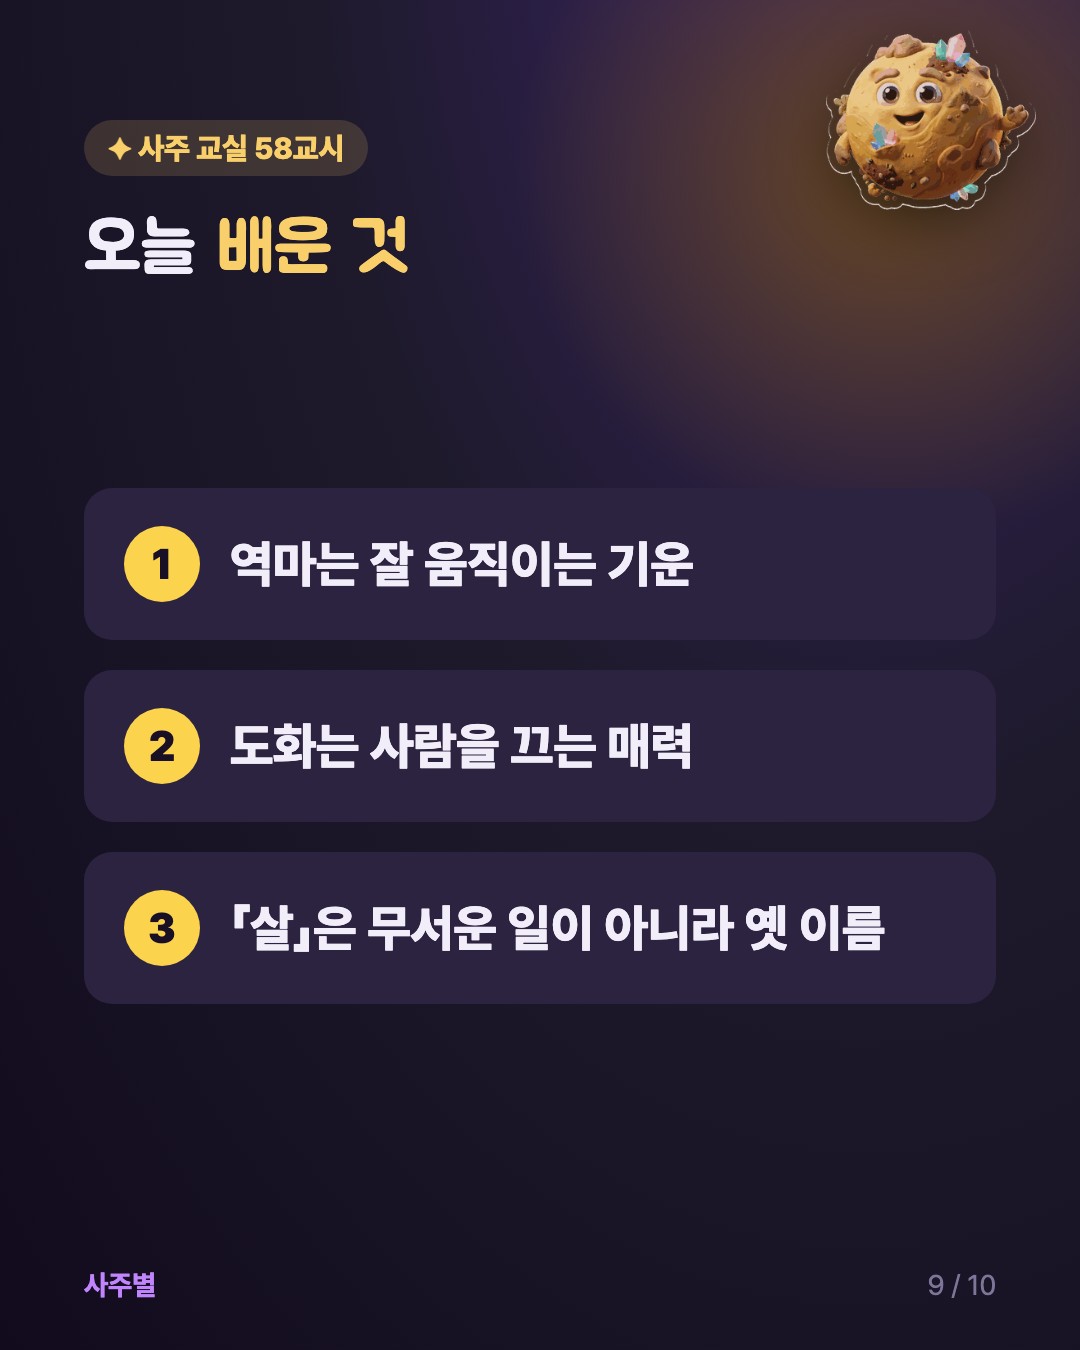 ✦ 사주 교실 58교시
오늘 배운 것
1 역마는 잘 움직이는 기운
2 도화는 사람을 끄는 매력
3 「살」은 무서운 일이 아니라 옛 이름
사주별
9 / 10